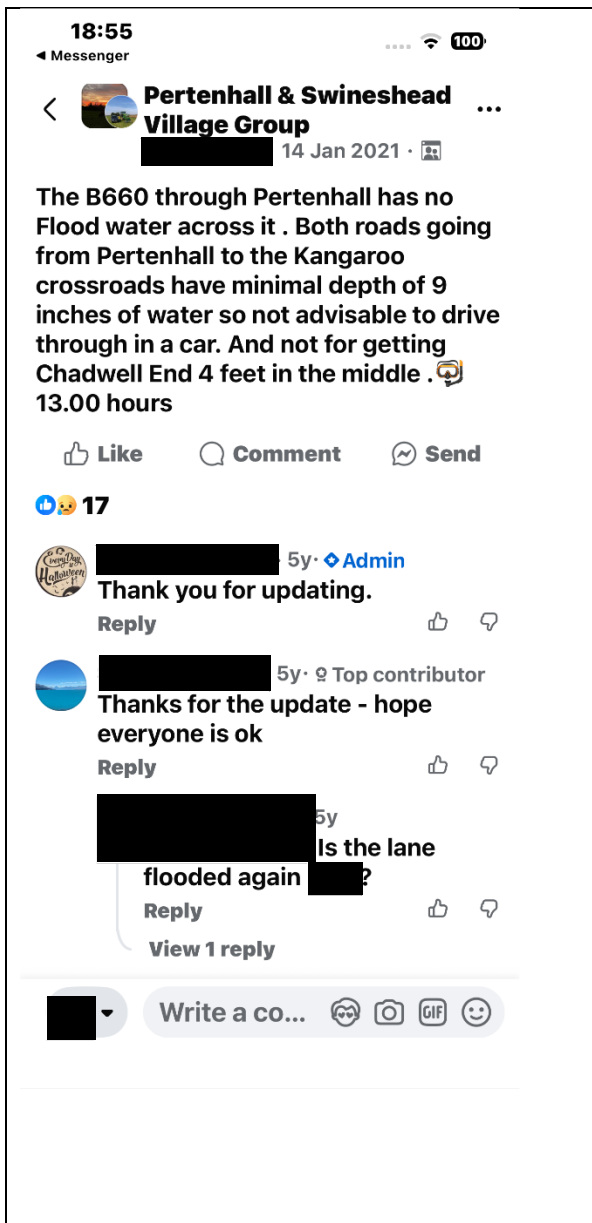 18:55
◀ Messenger
100
Pertenhall & Swineshead
Village Group
14 Jan 2021 ·
The B660 through Pertenhall has no
Flood water across it . Both roads going
from Pertenhall to the Kangaroo
crossroads have minimal depth of 9
inches of water so not advisable to drive
through in a car. And not for getting
Chadwell End 4 feet in the middle .🤿
13.00 hours
Like Comment Send
17
Every Day Halloween
5y · Admin
Thank you for updating.
Reply
5y · Top contributor
Thanks for the update - hope
everyone is ok
Reply
5y
Is the lane
flooded again ?
Reply
View 1 reply
Write a co... GIF